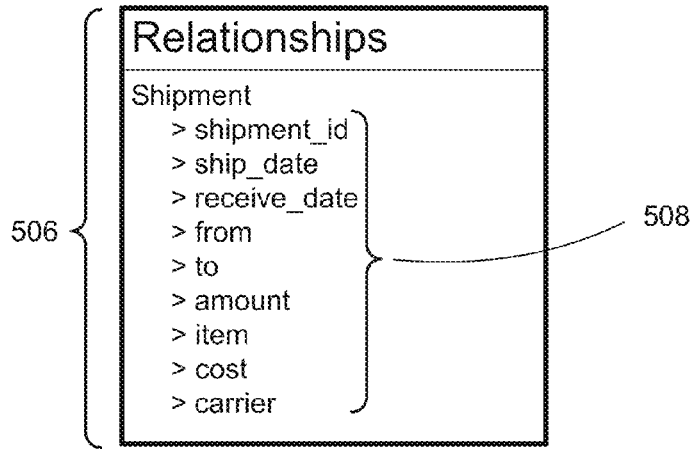 Relationships
Shipment
> shipment_id
> ship_date
> receive_date
506
> from
508
> to
> amount
> item
> cost
> carrier